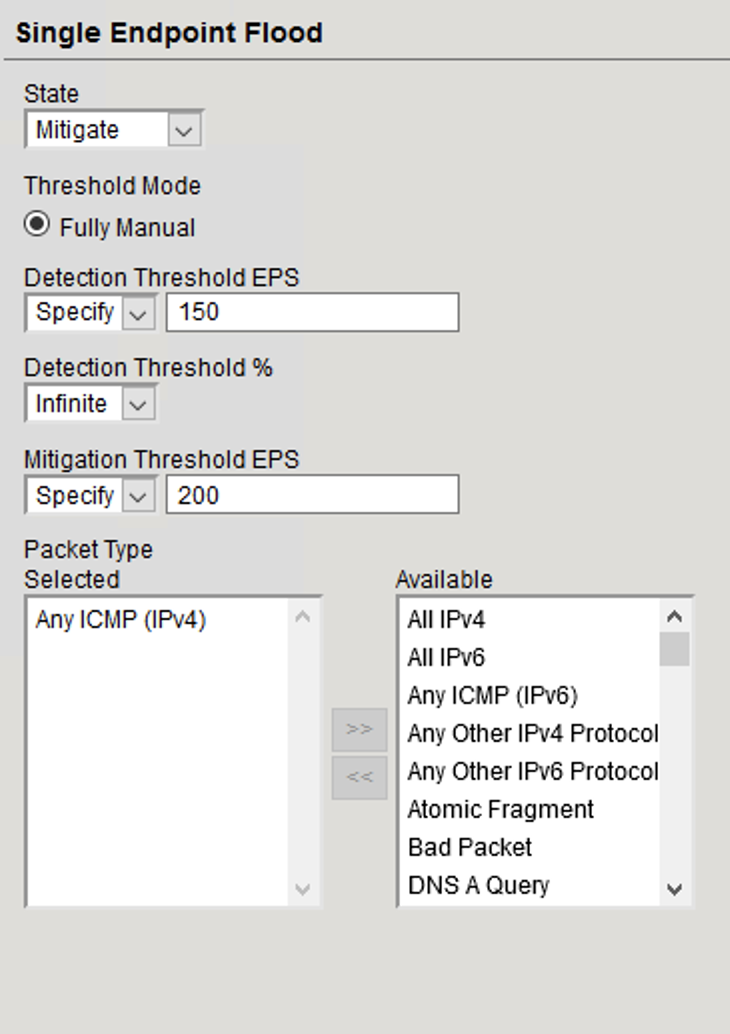 Single Endpoint Flood
State
Mitigate
Threshold Mode
Fully Manual
Detection Threshold EPS
Specify 150
Detection Threshold %
Infinite
Mitigation Threshold EPS
Specify 200
Packet Type
Selected Available
Any ICMP (IPv4)
All IPv4
All IPv6
Any ICMP (IPv6)
Any Other IPv4 Protocol
Any Other IPv6 Protocol
Atomic Fragment
Bad Packet
DNS A Query
>>
<<